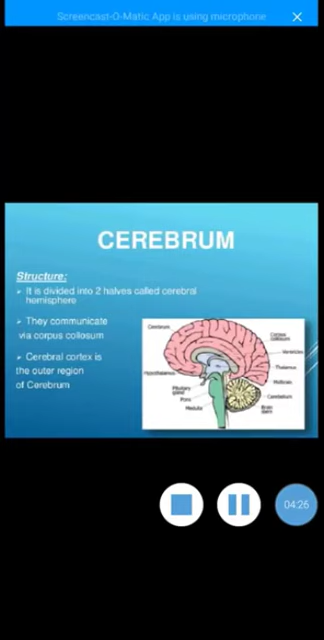 Screencast-O-Matic App is using microphone
CEREBRUM
Structure:
It is divided into 2 halves called cerebral
hemisphere
They communicate
via corpus collosum
Cerebral cortex is
the outer region
of Cerebrum
Cerebrum
Corpus
callosum
Ventricles
Thalamus
Hypothalamus
Midbrain
Pituitary
gland
Cerebellum
Pons
Medulla
Brain
stem
04:26